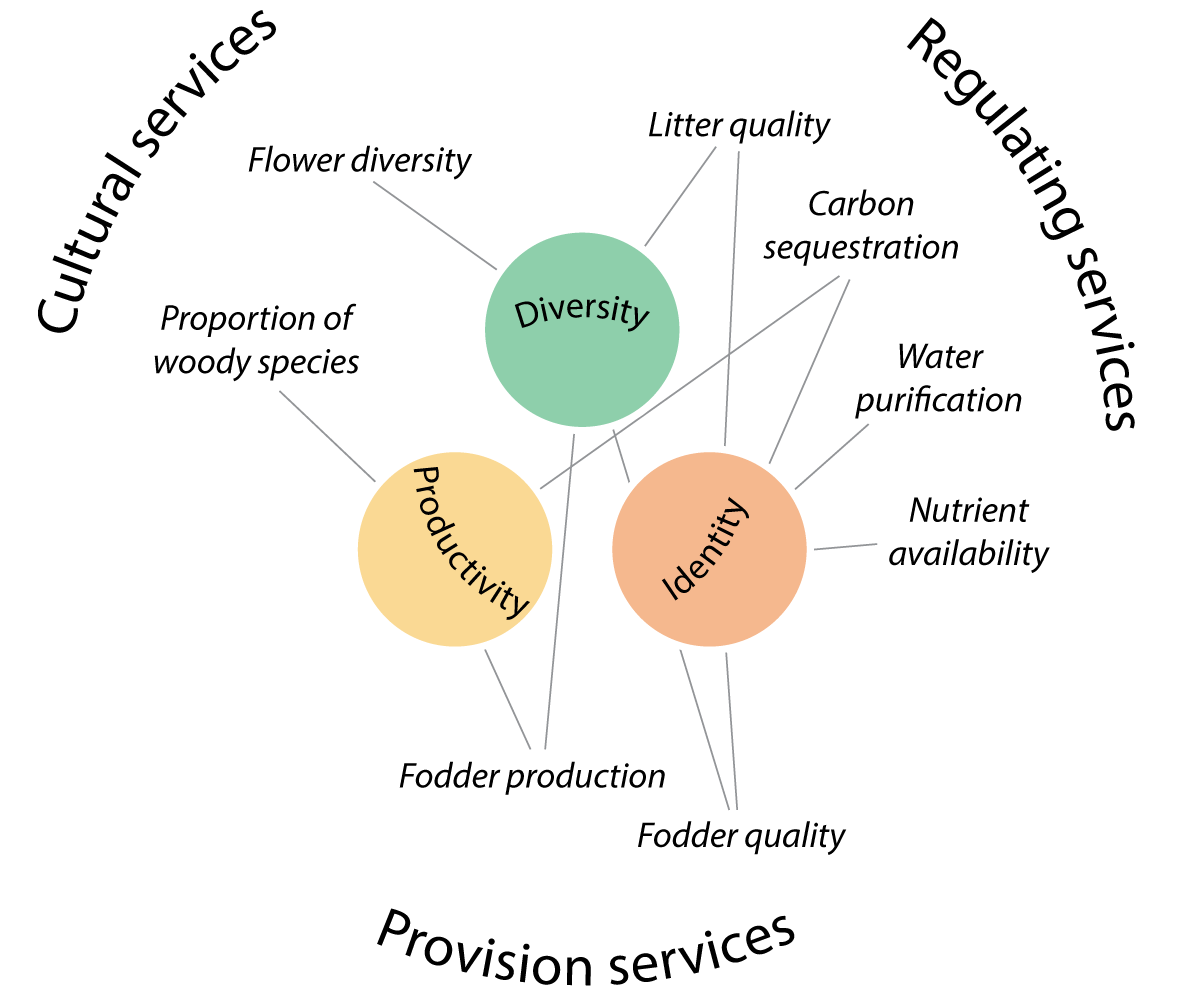 Cultural services
Regulating services
Litter quality
Flower diversity
Carbon
sequestration
Diversity
Proportion of
woody species
Water
purification
Productivity
Identity
Nutrient
availability
Fodder production
Fodder quality
Provision services